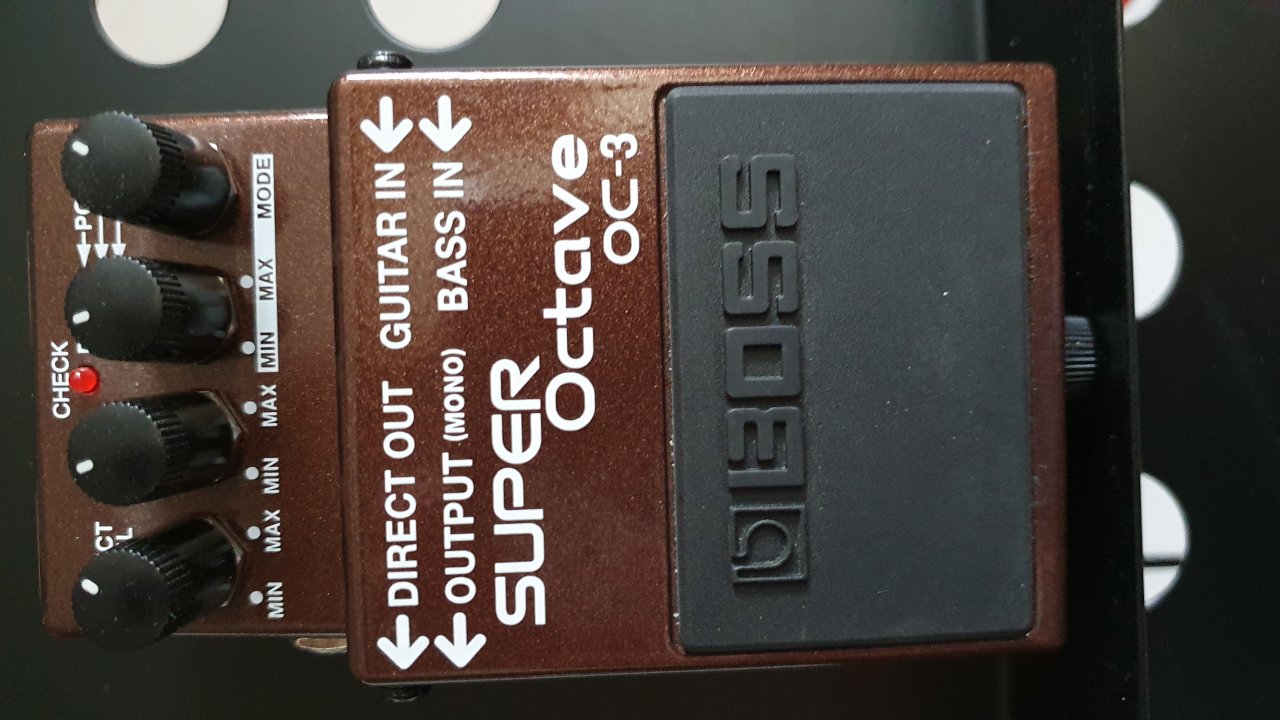 CHECK
MIN MAX MIN MAX MIN MAX MODE
DIRECT OUT GUITAR IN
OUTPUT (MONO) BASS IN
SUPER
Octave
OC-3
BOSS